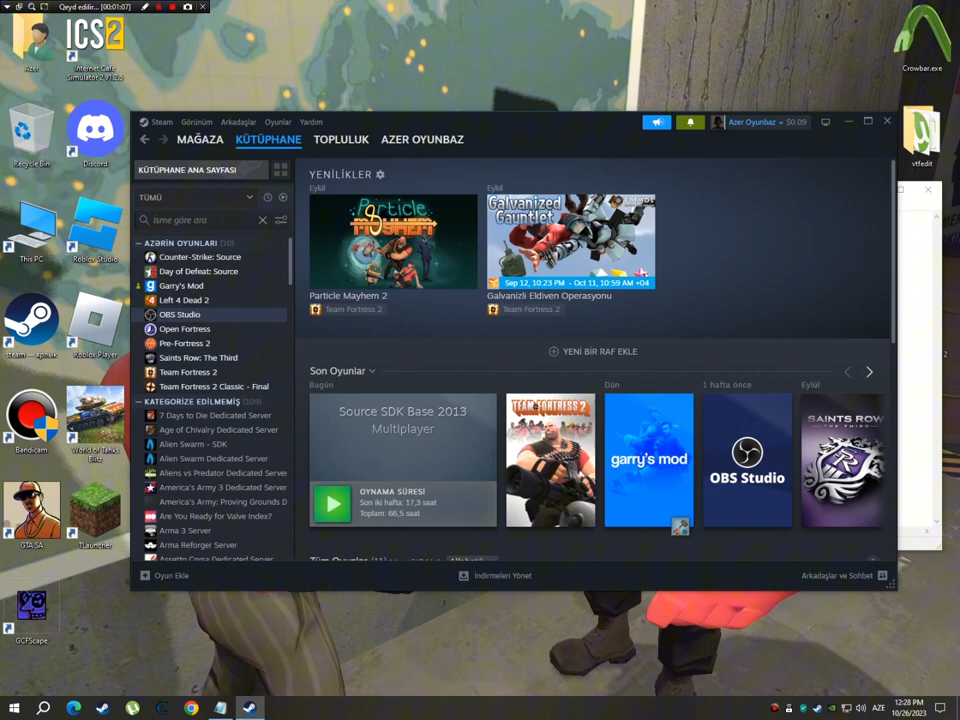 Qeyd edilir... [00:01:07]
Azer
ICS2
Internet Cafe
Simulator 2 v1.2.5
Recycle Bin
Discord
This PC
Roblox Studio
Roblox Player
Bandicam
World of Tanks
Blitz
GTA SA
TLauncher
GCFScape
Crowbar.exe
vtfedit
Steam Görünüm Arkadaşlar Oyunlar Yardım
Azer Oyunbaz $0.09
MAĞAZA KÜTÜPHANE TOPLULUK AZER OYUNBAZ
KÜTÜPHANE ANA SAYFASI
TÜMÜ
İsme göre ara
— AZƏRİN OYUNLARI (10)
Counter-Strike: Source
Day of Defeat: Source
Garry's Mod
Left 4 Dead 2
OBS Studio
Open Fortress
Pre-Fortress 2
Saints Row: The Third
Team Fortress 2
Team Fortress 2 Classic - Final
— KATEGORİZE EDİLMEMİŞ (109)
7 Days to Die Dedicated Server
Age of Chivalry Dedicated Server
Alien Swarm - SDK
Alien Swarm Dedicated Server
Aliens vs Predator Dedicated Server
America's Army 3 Dedicated Server
America's Army: Proving Grounds D
Are You Ready for Valve Index?
Arma 3 Server
Arma Reforger Server
Assetto Corsa Dedicated Server
YENİLİKLER
Eylül
Particle
MAYHEM
Particle Mayhem 2
Team Fortress 2
Eylül
Galvanized
Gauntlet
Sep 12, 10:23 PM - Oct 11, 10:59 AM +04
Galvanizli Eldiven Operasyonu
Team Fortress 2
YENİ BİR RAF EKLE
Son Oyunlar
Bugün
Dün
1 hafta önce
Eylül
Source SDK Base 2013
Multiplayer
OYNAMA SÜRESİ
Son iki hafta: 17,3 saat
Toplam: 66,5 saat
TEAM FORTRESS 2
garry's mod
OBS Studio
SAINTS ROW
THE THIRD
Oyun Ekle
İndirmeleri Yönet
Arkadaşlar ve Sohbet
AZE
12:28 PM
10/26/2023